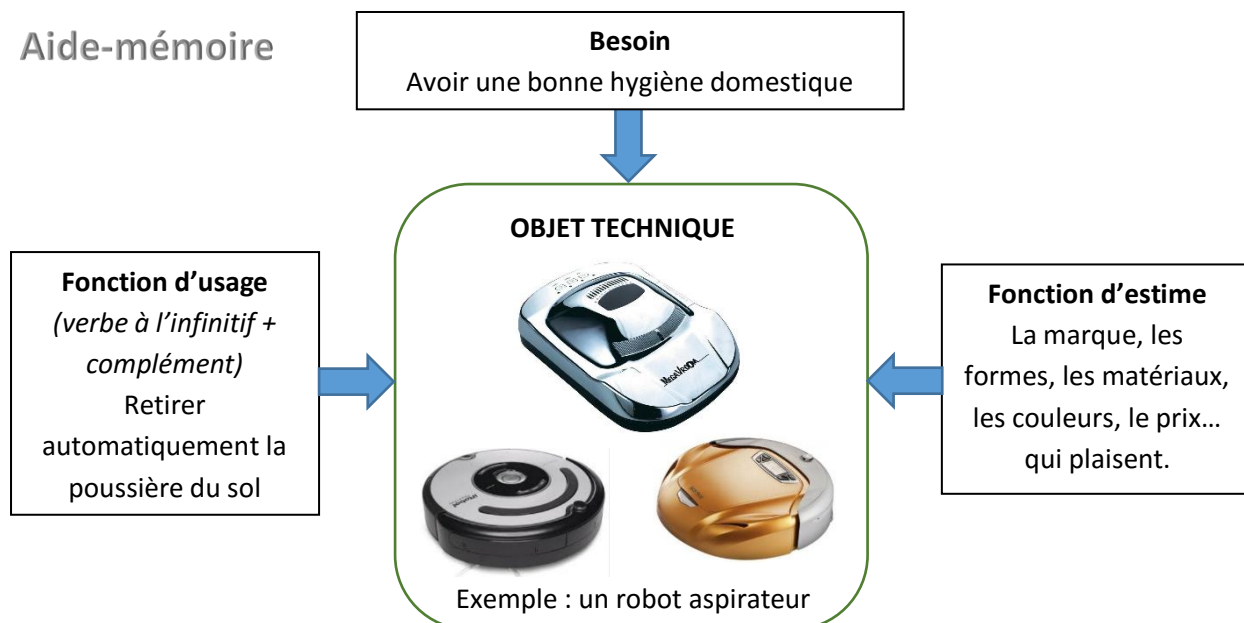 Aide-mémoire
Besoin
Avoir une bonne hygiène domestique
OBJET TECHNIQUE
Fonction d’usage
(verbe à l’infinitif +
complément)
Retirer
automatiquement la
poussière du sol
Fonction d’estime
La marque, les
formes, les matériaux,
les couleurs, le prix…
qui plaisent.
Exemple : un robot aspirateur